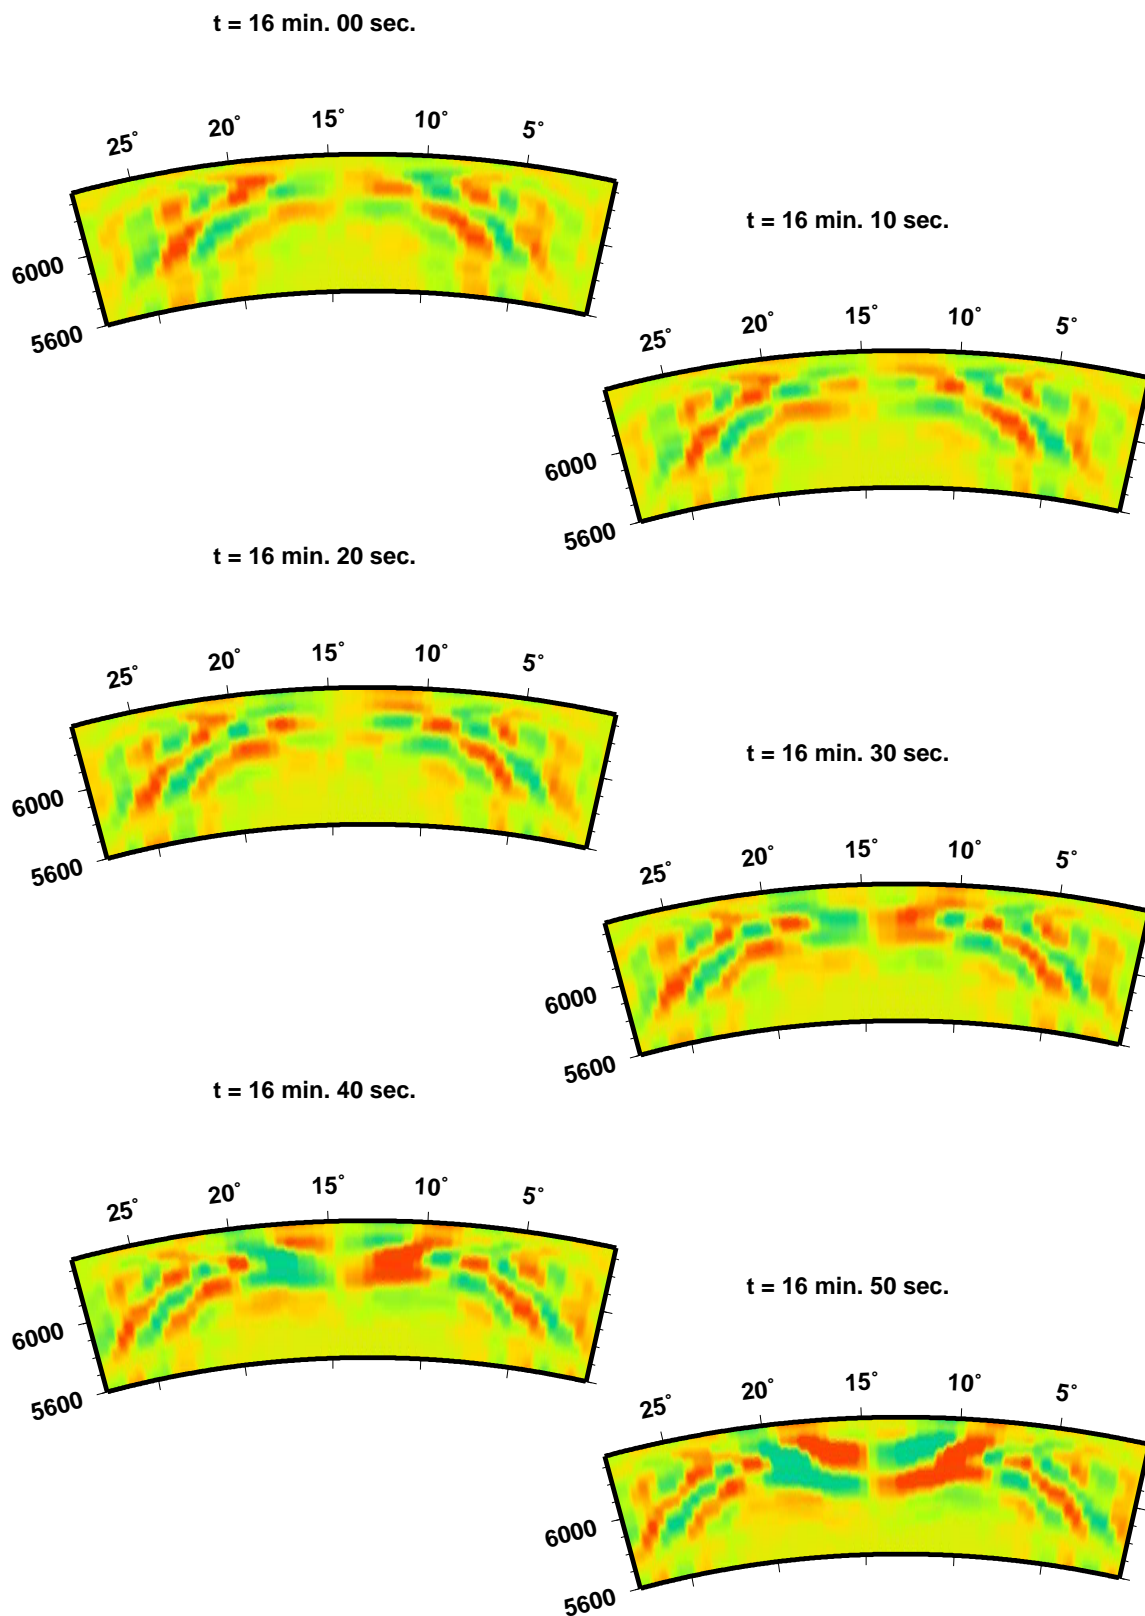 t = 16 min. 00 sec.
25° 20° 15° 10° 5°
6000
5600
t = 16 min. 10 sec.
25° 20° 15° 10° 5°
6000
5600
t = 16 min. 20 sec.
25° 20° 15° 10° 5°
6000
5600
t = 16 min. 30 sec.
25° 20° 15° 10° 5°
6000
5600
t = 16 min. 40 sec.
25° 20° 15° 10° 5°
6000
5600
t = 16 min. 50 sec.
25° 20° 15° 10° 5°
6000
5600